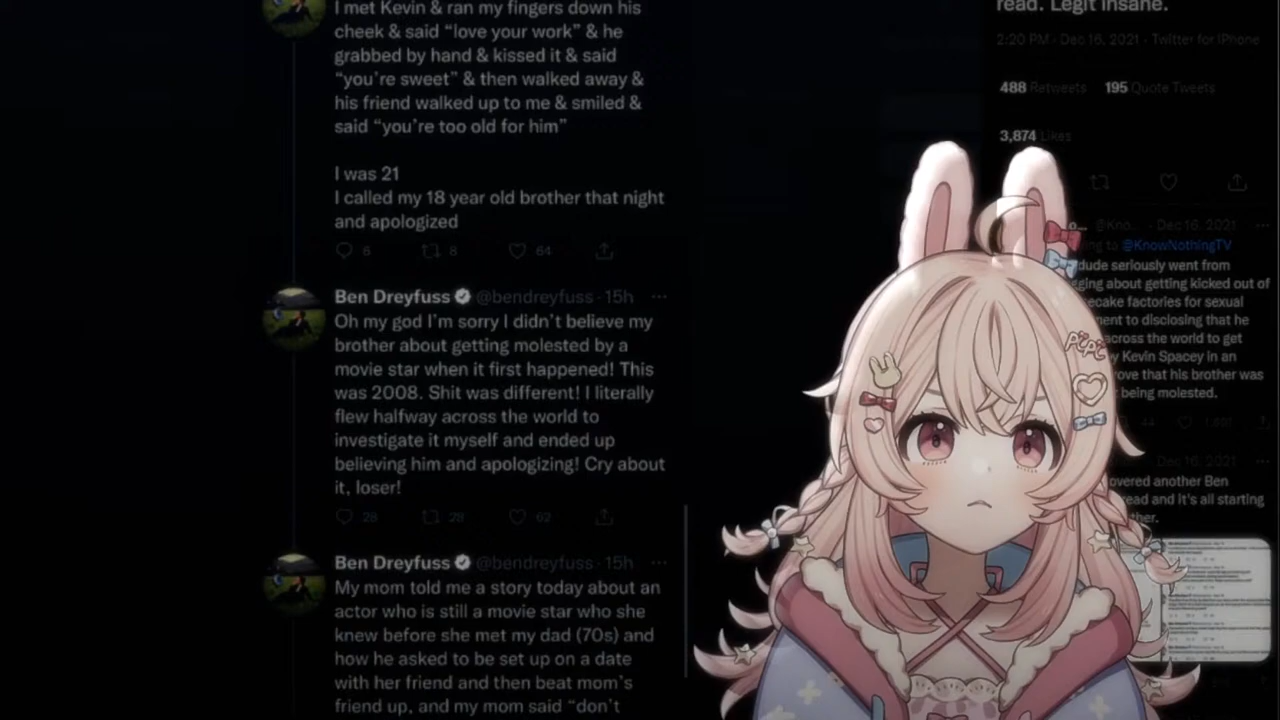 I met Kevin & ran my fingers down his
cheek & said “love your work” & he
grabbed by hand & kissed it & said
“you’re sweet” & then walked away &
his friend walked up to me & smiled &
said “you’re too old for him”
I was 21
I called my 18 year old brother that night
and apologized
6 8 64
Ben Dreyfuss @bendreyfuss · 15h
Oh my god I’m sorry I didn’t believe my
brother about getting molested by a
movie star when it first happened! This
was 2008. Shit was different! I literally
flew halfway across the world to
investigate it myself and ended up
believing him and apologizing! Cry about
it, loser!
28 29 62
Ben Dreyfuss @bendreyfuss · 15h
My mom told me a story today about an
actor who is still a movie star who she
knew before she met my dad (70s) and
how he asked to be set up on a date
with her friend and then beat mom’s
friend up, and my mom said “don’t
read. Legit insane.
2:20 PM · Dec 16, 2021 · Twitter for iPhone
488 Retweets 195 Quote Tweets
3,874 Likes
@Kno... · Dec 16, 2021
@KnowNothingTV
dude seriously went from
about getting kicked out of
factories for sexual
to disclosing that he
across the world to get
Kevin Spacey in an
that his brother was
being molested.
44
Dec 16, 2021
another Ben
and it's all starting
PiPi